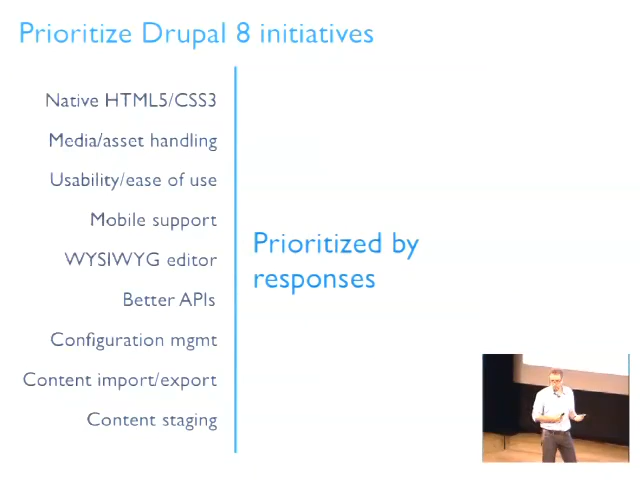 Prioritize Drupal 8 initiatives
Native HTML5/CSS3
Media/asset handling
Usability/ease of use
Mobile support
WYSIWYG editor
Better APIs
Configuration mgmt
Content import/export
Content staging
Prioritized by
responses